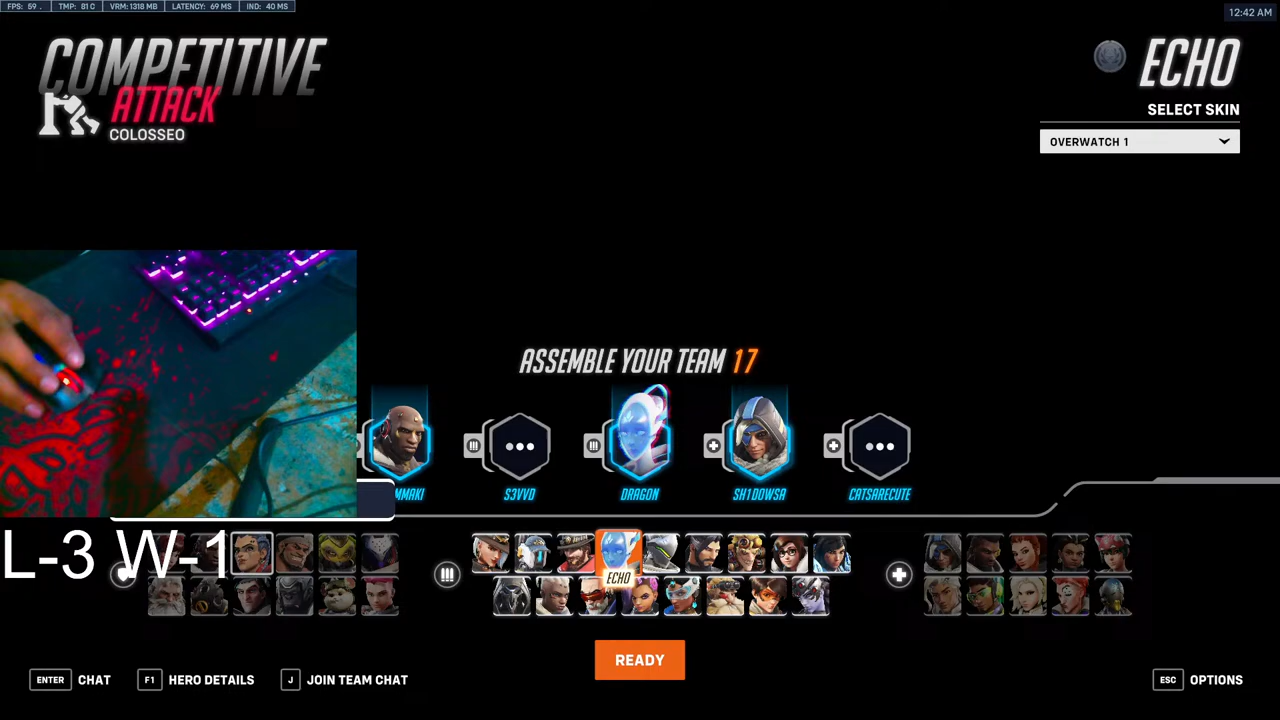 FPS: 59 . TMP: 81 C VRM: 1318 MB LATENCY: 69 MS IND: 40 MS
12:42 AM
COMPETITIVE
ATTACK
COLOSSEO
ECHO
SELECT SKIN
OVERWATCH 1
ASSEMBLE YOUR TEAM 17
MMAKI S3VVD DRAGON SH1DDWSA CATSARECUTE
L-3 W-1
ECHO
READY
ENTER CHAT F1 HERO DETAILS J JOIN TEAM CHAT
ESC OPTIONS